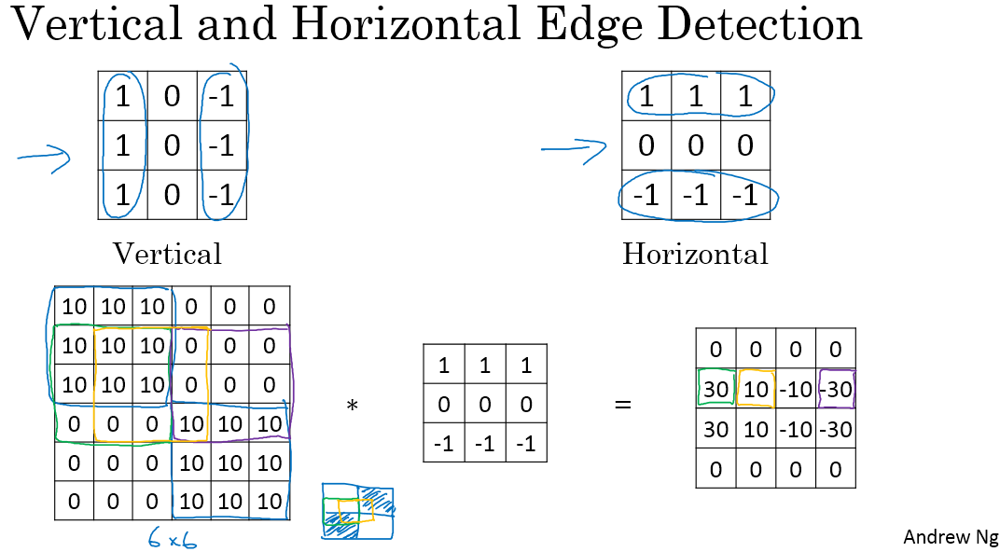 Vertical and Horizontal Edge Detection
1 0 -1
1 0 -1
1 0 -1
Vertical
1 1 1
0 0 0
-1 -1 -1
Horizontal
10 10 10 0 0 0
10 10 10 0 0 0
10 10 10 0 0 0
0 0 0 10 10 10
0 0 0 10 10 10
0 0 0 10 10 10
6×6
*
1 1 1
0 0 0
-1 -1 -1
=
0 0 0 0
30 10 -10 -30
30 10 -10 -30
0 0 0 0
Andrew Ng